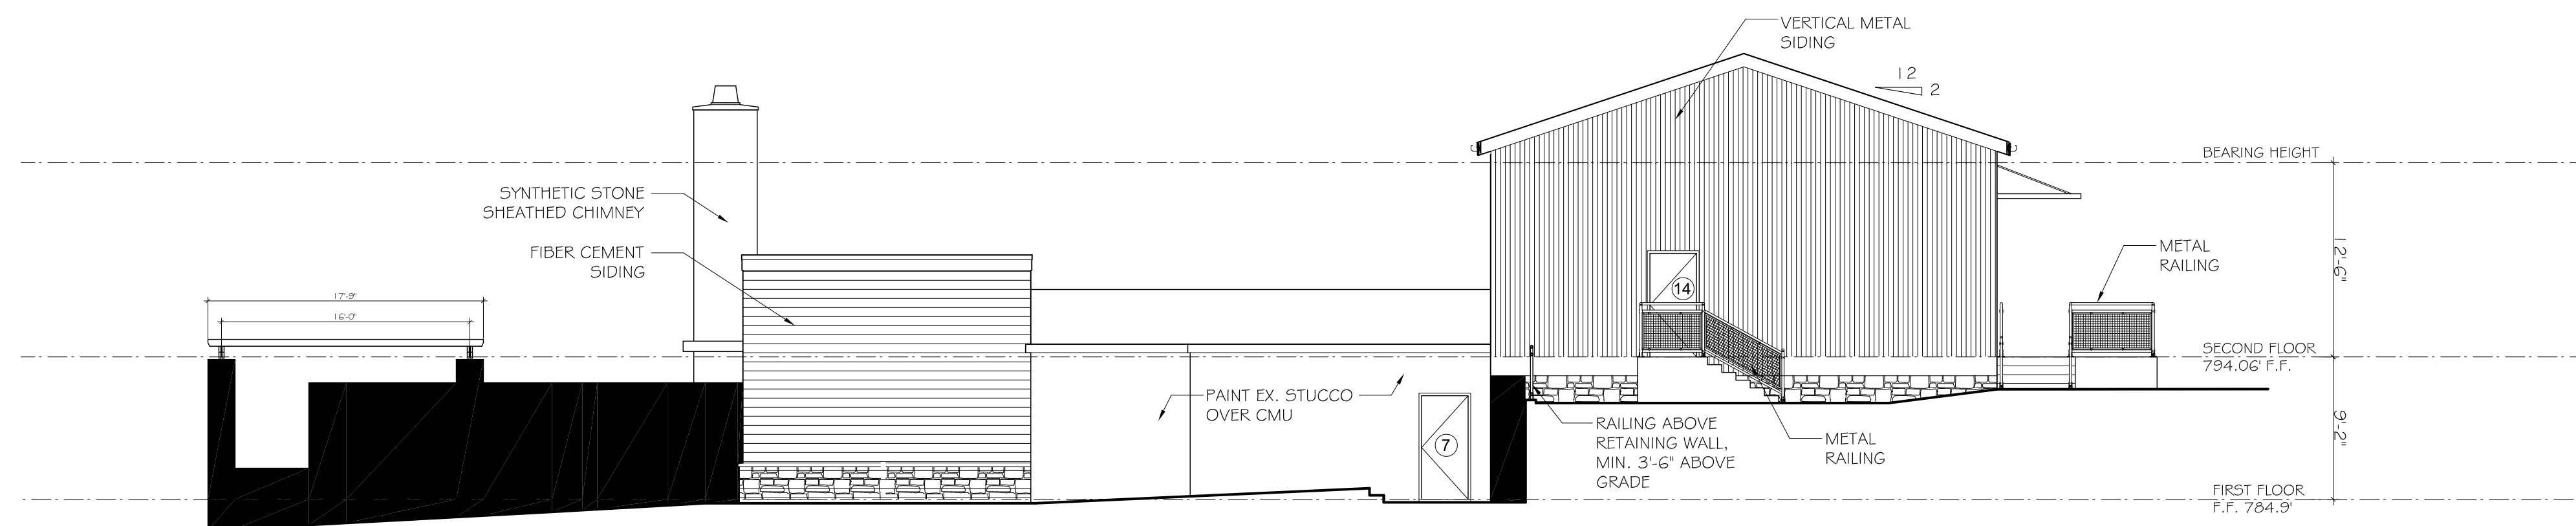 VERTICAL METAL
SIDING
12
2
BEARING HEIGHT
SYNTHETIC STONE
SHEATHED CHIMNEY
FIBER CEMENT
SIDING
METAL
RAILING
12'-6"
14
17'-9"
16'-0"
SECOND FLOOR
794.06' F.F.
PAINT EX. STUCCO
OVER CMU
7
RAILING ABOVE
RETAINING WALL,
MIN. 3'-6" ABOVE
GRADE
METAL
RAILING
9'-2"
FIRST FLOOR
F.F. 784.9'